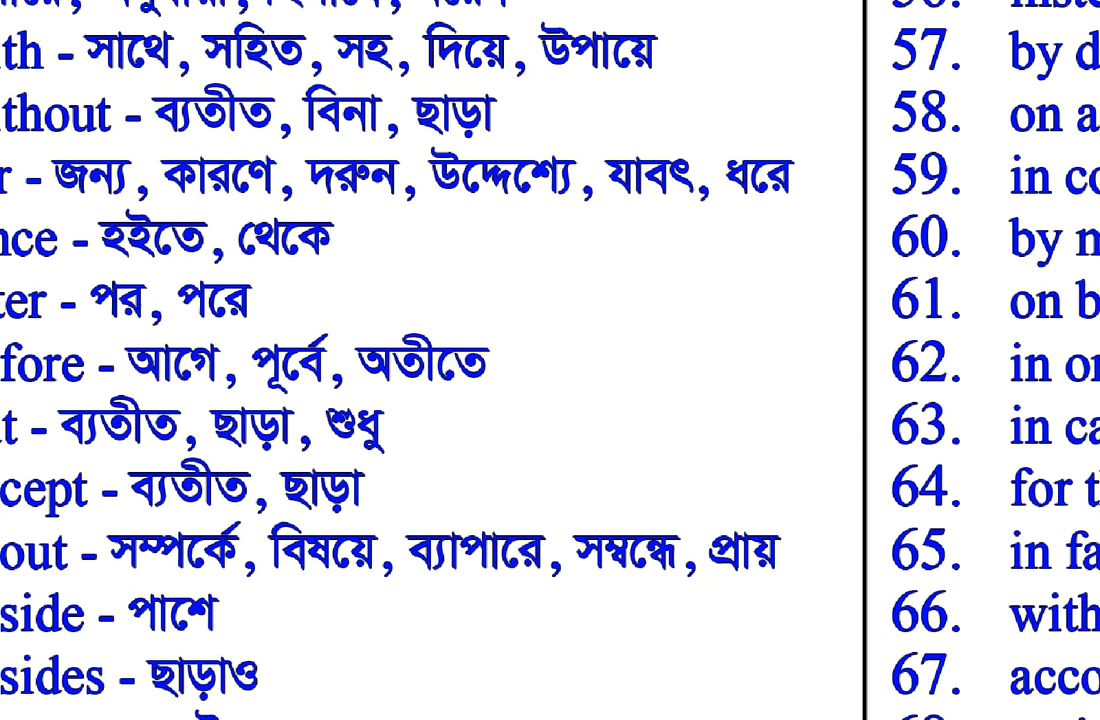 th - সাথে, সহিত, সহ, দিয়ে, উপায়ে
thout - ব্যতীত, বিনা, ছাড়া
r - জন্য, কারণে, দরুন, উদ্দেশ্যে, যাবৎ, ধরে
nce - হইতে, থেকে
ter - পর, পরে
fore - আগে, পূর্বে, অতীতে
t - ব্যতীত, ছাড়া, শুধু
cept - ব্যতীত, ছাড়া
out - সম্পর্কে, বিষয়ে, ব্যাপারে, সম্বন্ধে, প্রায়
side - পাশে
sides - ছাড়াও
57. by d
58. on a
59. in co
60. by m
61. on b
62. in or
63. in ca
64. for t
65. in fa
66. with
67. acco